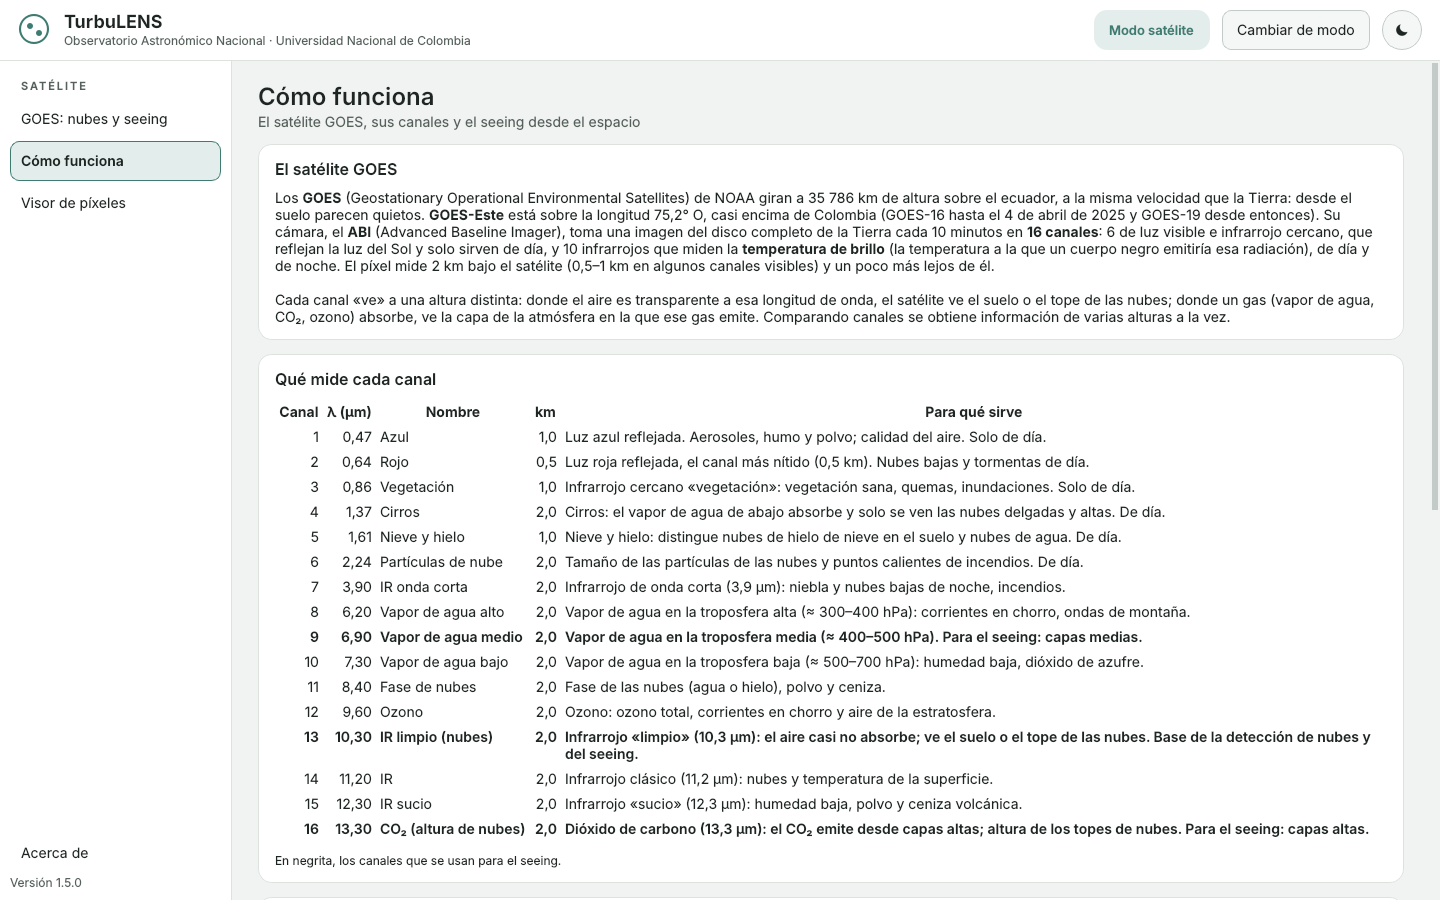 TurbuLENS
Observatorio Astronómico Nacional · Universidad Nacional de Colombia
Modo satélite
Cambiar de modo
SATÉLITE
GOES: nubes y seeing
Cómo funciona
Visor de píxeles
Acerca de
Versión 1.5.0
Cómo funciona
El satélite GOES, sus canales y el seeing desde el espacio
El satélite GOES
Los GOES (Geostationary Operational Environmental Satellites) de NOAA giran a 35 786 km de altura sobre el ecuador, a la misma velocidad que la Tierra: desde el
suelo parecen quietos. GOES-Este está sobre la longitud 75,2° O, casi encima de Colombia (GOES-16 hasta el 4 de abril de 2025 y GOES-19 desde entonces). Su
cámara, el ABI (Advanced Baseline Imager), toma una imagen del disco completo de la Tierra cada 10 minutos en 16 canales: 6 de luz visible e infrarrojo cercano, que
reflejan la luz del Sol y solo sirven de día, y 10 infrarrojos que miden la temperatura de brillo (la temperatura a la que un cuerpo negro emitiría esa radiación), de día y
de noche. El píxel mide 2 km bajo el satélite (0,5–1 km en algunos canales visibles) y un poco más lejos de él.
Cada canal «ve» a una altura distinta: donde el aire es transparente a esa longitud de onda, el satélite ve el suelo o el tope de las nubes; donde un gas (vapor de agua,
CO₂, ozono) absorbe, ve la capa de la atmósfera en la que ese gas emite. Comparando canales se obtiene información de varias alturas a la vez.
Qué mide cada canal
Canal λ (µm) Nombre km Para qué sirve
1 0,47 Azul 1,0 Luz azul reflejada. Aerosoles, humo y polvo; calidad del aire. Solo de día.
2 0,64 Rojo 0,5 Luz roja reflejada, el canal más nítido (0,5 km). Nubes bajas y tormentas de día.
3 0,86 Vegetación 1,0 Infrarrojo cercano «vegetación»: vegetación sana, quemas, inundaciones. Solo de día.
4 1,37 Cirros 2,0 Cirros: el vapor de agua de abajo absorbe y solo se ven las nubes delgadas y altas. De día.
5 1,61 Nieve y hielo 1,0 Nieve y hielo: distingue nubes de hielo de nieve en el suelo y nubes de agua. De día.
6 2,24 Partículas de nube 2,0 Tamaño de las partículas de las nubes y puntos calientes de incendios. De día.
7 3,90 IR onda corta 2,0 Infrarrojo de onda corta (3,9 µm): niebla y nubes bajas de noche, incendios.
8 6,20 Vapor de agua alto 2,0 Vapor de agua en la troposfera alta (≈ 300–400 hPa): corrientes en chorro, ondas de montaña.
9 6,90 Vapor de agua medio 2,0 Vapor de agua en la troposfera media (≈ 400–500 hPa). Para el seeing: capas medias.
10 7,30 Vapor de agua bajo 2,0 Vapor de agua en la troposfera baja (≈ 500–700 hPa): humedad baja, dióxido de azufre.
11 8,40 Fase de nubes 2,0 Fase de las nubes (agua o hielo), polvo y ceniza.
12 9,60 Ozono 2,0 Ozono: ozono total, corrientes en chorro y aire de la estratosfera.
13 10,30 IR limpio (nubes) 2,0 Infrarrojo «limpio» (10,3 µm): el aire casi no absorbe; ve el suelo o el tope de las nubes. Base de la detección de nubes y
del seeing.
14 11,20 IR 2,0 Infrarrojo clásico (11,2 µm): nubes y temperatura de la superficie.
15 12,30 IR sucio 2,0 Infrarrojo «sucio» (12,3 µm): humedad baja, polvo y ceniza volcánica.
16 13,30 CO₂ (altura de nubes) 2,0 Dióxido de carbono (13,3 µm): el CO₂ emite desde capas altas; altura de los topes de nubes. Para el seeing: capas altas.
En negrita, los canales que se usan para el seeing.